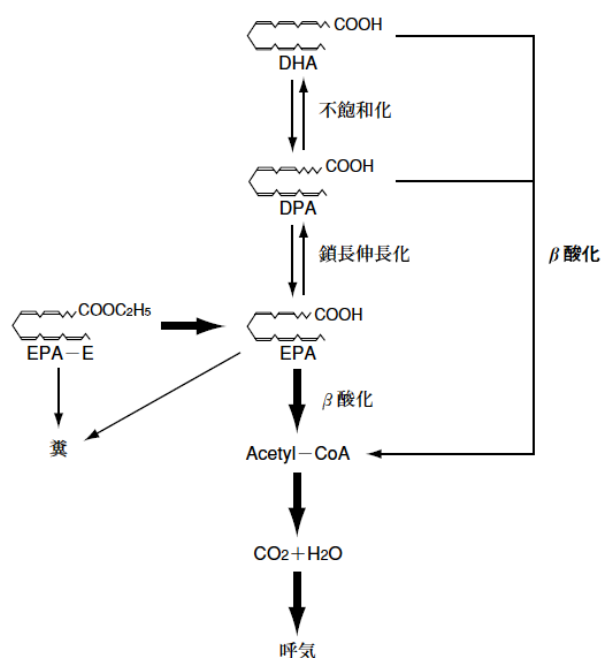 COOH
DHA
不飽和化
COOH
DPA
鎖長伸長化
β酸化
COOC2H5
EPA−E
COOH
EPA
β酸化
糞
Acetyl−CoA
CO2+H2O
呼気